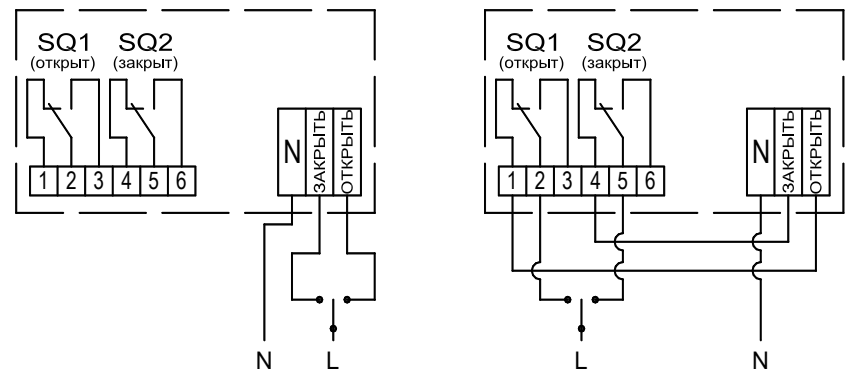 SQ1 SQ2
(открыт) (закрыт)
1 2 3 4 5 6
N ЗАКРЫТЬ ОТКРЫТЬ
N L
SQ1 SQ2
(открыт) (закрыт)
1 2 3 4 5 6
N ЗАКРЫТЬ ОТКРЫТЬ
L N